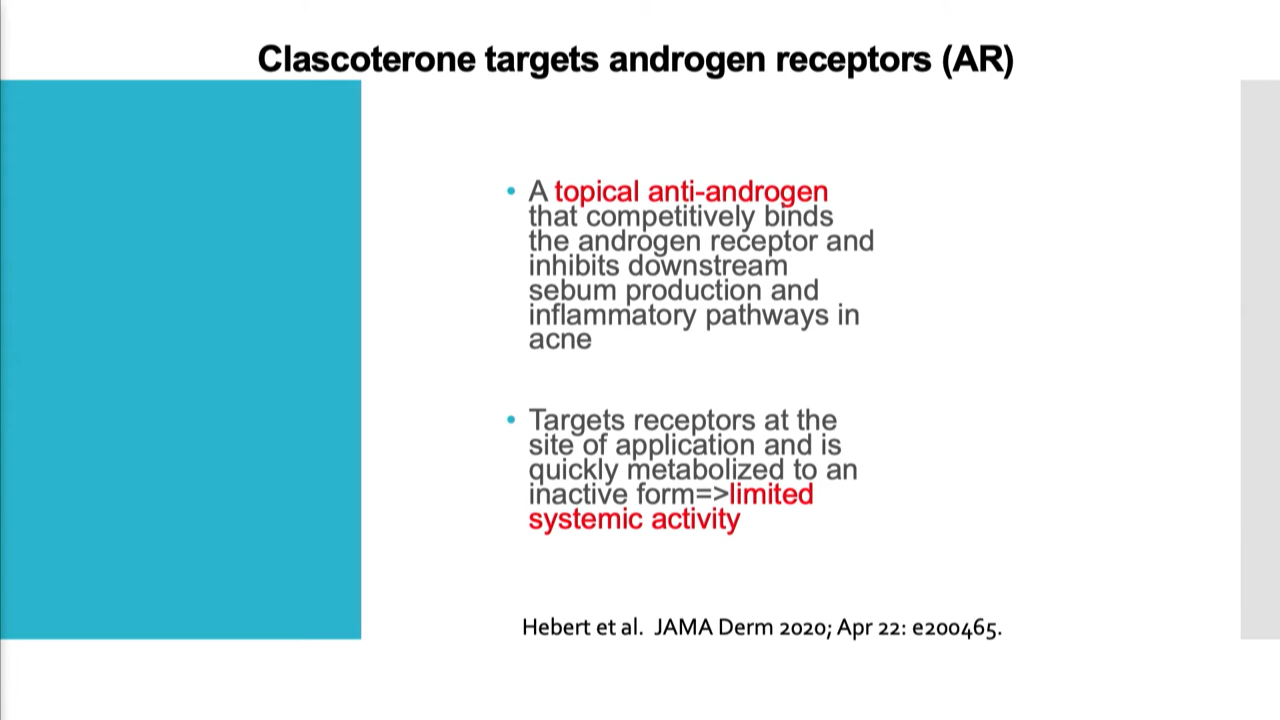 Clascoterone targets androgen receptors (AR)
• A topical anti-androgen
that competitively binds
the androgen receptor and
inhibits downstream
sebum production and
inflammatory pathways in
acne
• Targets receptors at the
site of application and is
quickly metabolized to an
inactive form=>limited
systemic activity
Hebert et al.  JAMA Derm 2020; Apr 22: e200465.